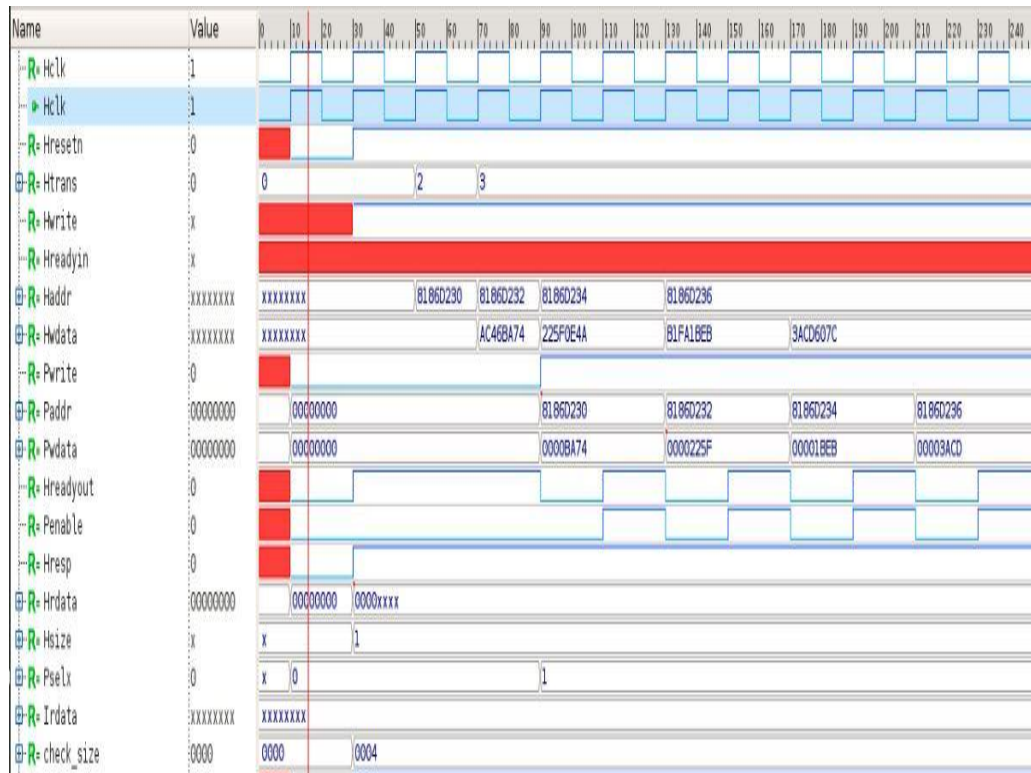 Name Value 0 10 20 30 40 50 60 70 80 90 100 110 120 130 140 150 160 170 180 190 200 210 220 230 240
R= Hclk 1
Hclk 1
R= Hresetn 0
R= Htrans 0 0 2 3
R= Hwrite x
R= Hreadyin x
R= Haddr xxxxxxxx xxxxxxxx 8186D230 8186D232 8186D234 8186D236
R= Hwdata xxxxxxxx xxxxxxxx AC46BA74 225F0E4A B1FA1BEB 3ACD607C
R= Pwrite 0
R= Paddr 00000000 00000000 8186D230 8186D232 8186D234 8186D236
R= Pwdata 00000000 00000000 0000BA74 0000225F 00001BEB 00003ACD
R= Hreadyout 0
R= Penable 0
R= Hresp 0
R= Hrdata 00000000 00000000 0000xxxx
R= Hsize x x 1
R= Pselx 0 x 0 1
R= Irdata xxxxxxxx xxxxxxxx
R= check_size 0000 0000 0004